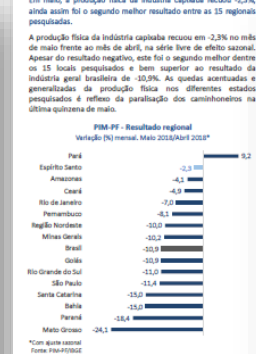 Em maio, a produção física da indústria capixaba recuou -2,3%,
ainda assim foi o segundo melhor resultado entre as 15 regionais
pesquisadas.
A produção física da indústria capixaba recuou em -2,3% no mês
de maio frente ao mês de abril, na série livre de efeito sazonal.
Apesar do resultado negativo, este foi o segundo melhor dentre
os 15 locais pesquisados e bem superior ao resultado da
indústria geral brasileira de -10,9%. As quedas acentuadas e
generalizadas da produção física nos diferentes estados
pesquisados é reflexo da paralisação dos caminhoneiros na
última quinzena de maio.
PIM-PF - Resultado regional
Variação (%) mensal. Maio 2018/Abril 2018*
Pará 9,2
Espírito Santo -2,3
Amazonas -4,1
Ceará -4,9
Rio de Janeiro -7,0
Pernambuco -8,1
Região Nordeste -10,0
Minas Gerais -10,2
Brasil -10,9
Goiás -10,9
Rio Grande do Sul -11,0
São Paulo -11,4
Santa Catarina -15,0
Bahia -15,0
Paraná -18,4
Mato Grosso -24,1
*Com ajuste sazonal
Fonte: PIM-PF/IBGE